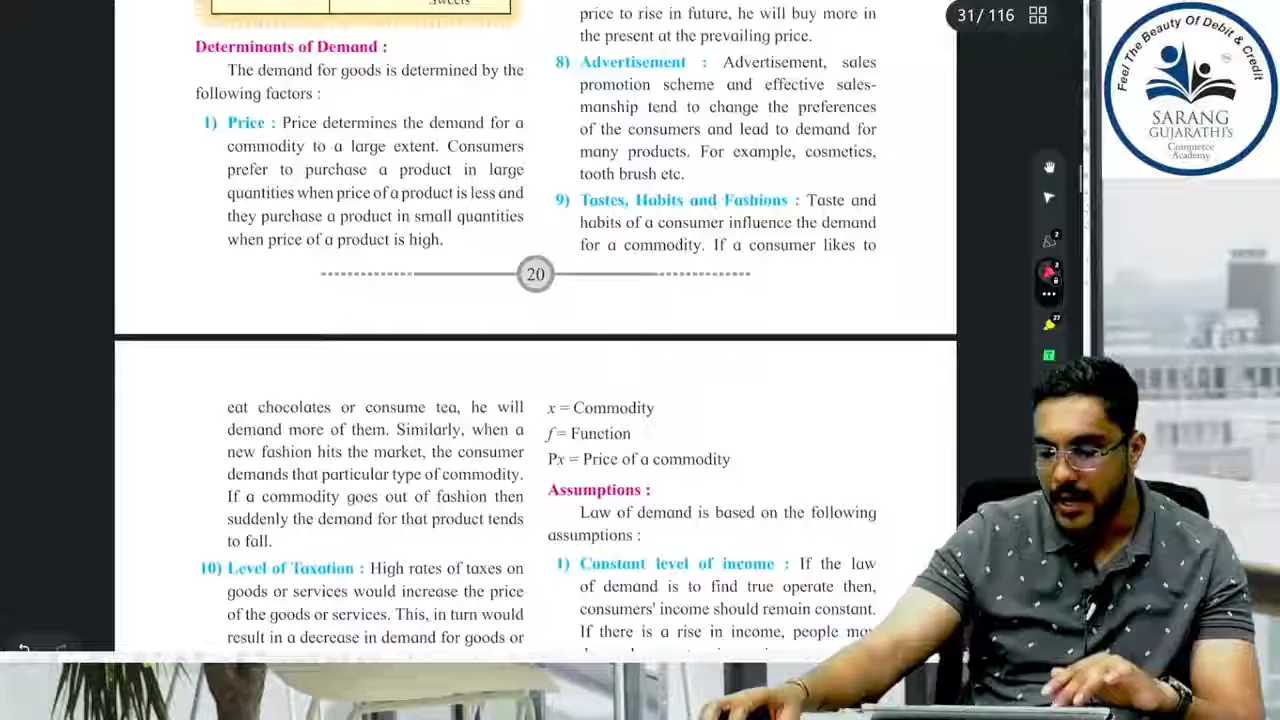 Sweets
Determinants of Demand :
The demand for goods is determined by the
following factors :
1) Price : Price determines the demand for a
commodity to a large extent. Consumers
prefer to purchase a product in large
quantities when price of a product is less and
they purchase a product in small quantities
when price of a product is high.
price to rise in future, he will buy more in
the present at the prevailing price.
8) Advertisement : Advertisement, sales
promotion scheme and effective sales-
manship tend to change the preferences
of the consumers and lead to demand for
many products. For example, cosmetics,
tooth brush etc.
9) Tastes, Habits and Fashions : Taste and
habits of a consumer influence the demand
for a commodity. If a consumer likes to
20
eat chocolates or consume tea, he will
demand more of them. Similarly, when a
new fashion hits the market, the consumer
demands that particular type of commodity.
If a commodity goes out of fashion then
suddenly the demand for that product tends
to fall.
10) Level of Taxation : High rates of taxes on
goods or services would increase the price
of the goods or services. This, in turn would
result in a decrease in demand for goods or
x = Commodity
f = Function
Px = Price of a commodity
Assumptions :
Law of demand is based on the following
assumptions :
1) Constant level of income : If the law
of demand is to find true operate then,
consumers' income should remain constant.
If there is a rise in income, people may
31/ 116
Feel The Beauty Of Debit & Credit
SARANG
GUJARATHI'S
Commerce
Academy
2
2
27
T